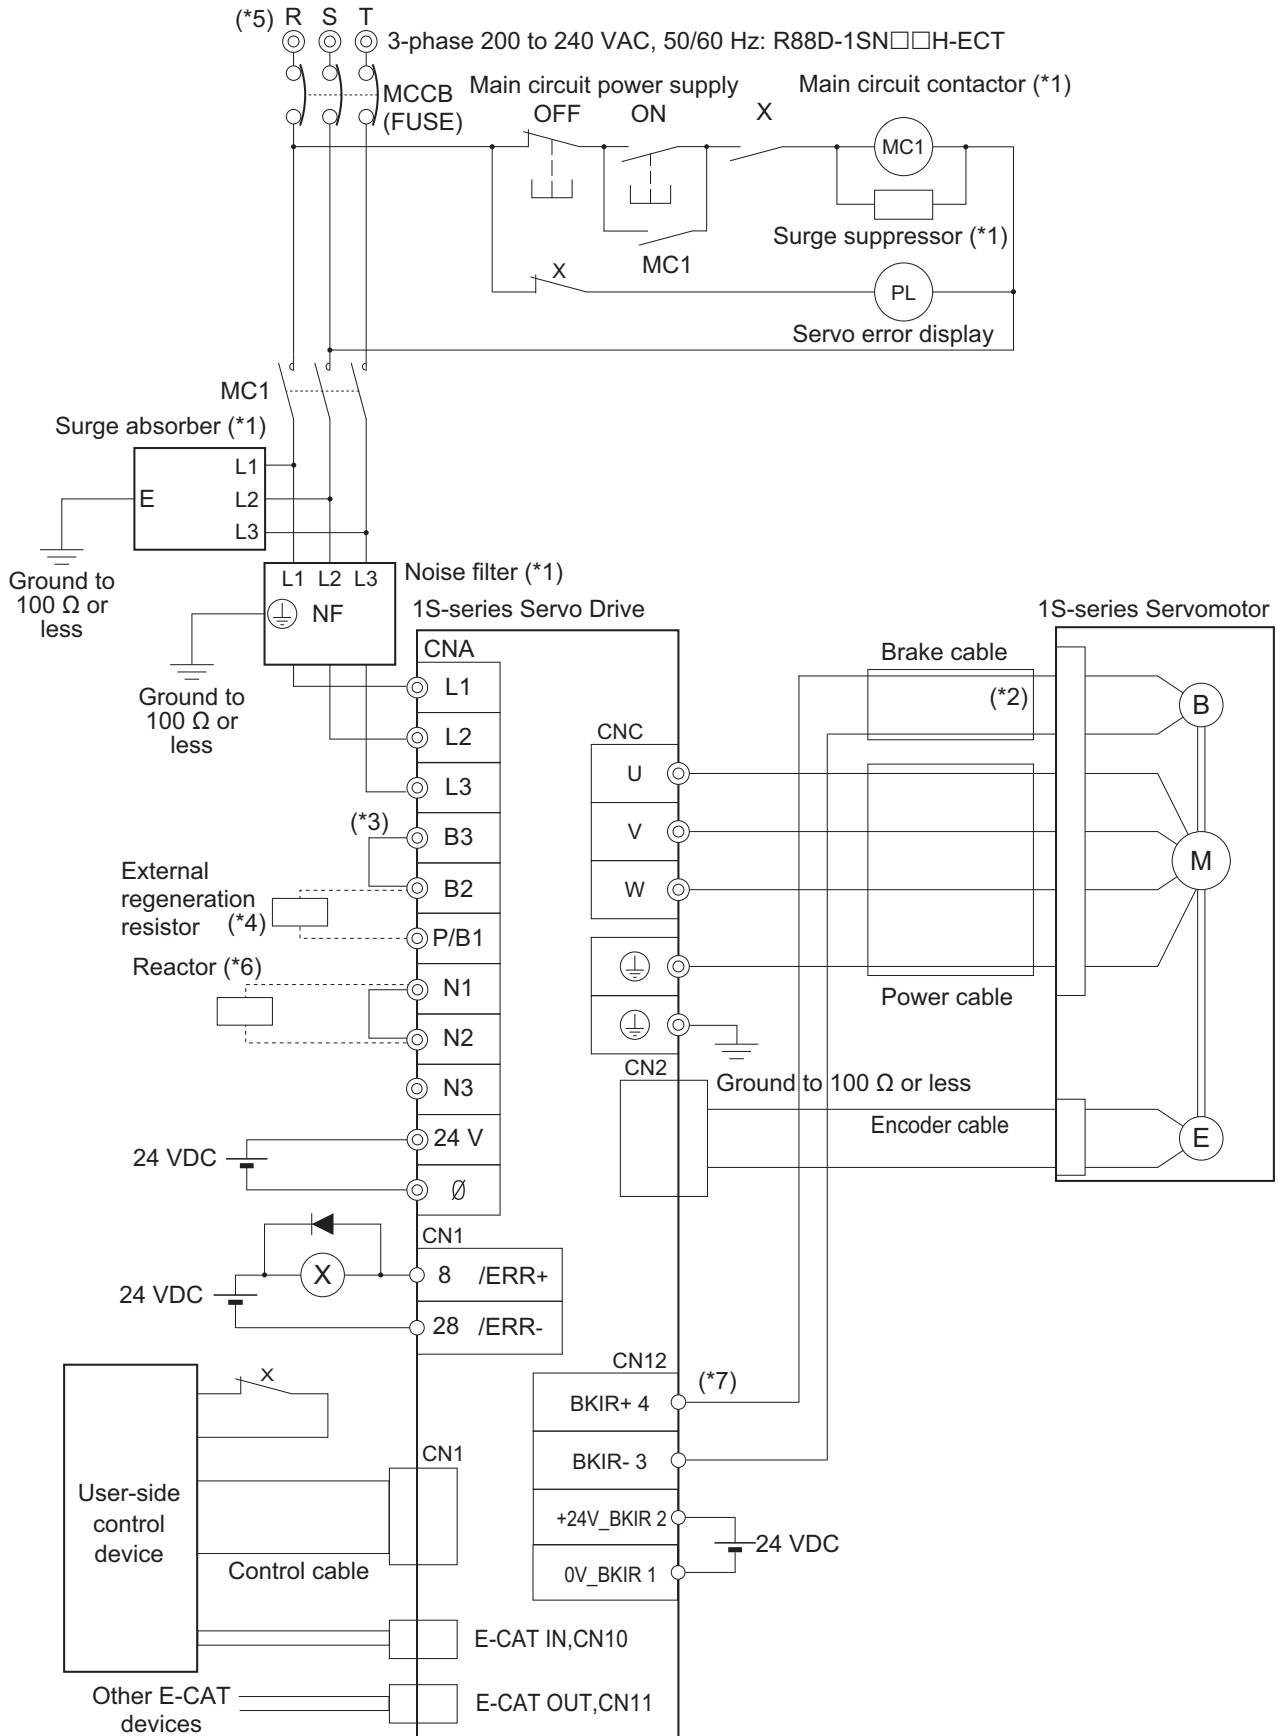 (*5) R S T
3-phase 200 to 240 VAC, 50/60 Hz: R88D-1SN□□H-ECT
MCCB
(FUSE)
Main circuit power supply
OFF ON X
Main circuit contactor (*1)
MC1
Surge suppressor (*1)
MC1
X
PL
Servo error display
MC1
Surge absorber (*1)
E
L1
L2
L3
Ground to
100 Ω or
less
L1 L2 L3
NF
Noise filter (*1)
Ground to
100 Ω or
less
1S-series Servo Drive
CNA
L1
L2
L3
(*3)
B3
B2
P/B1
N1
N2
N3
24 V
Ø
External
regeneration
resistor (*4)
Reactor (*6)
24 VDC
CNC
U
V
W
Ground to 100 Ω or less
CN2
1S-series Servomotor
Brake cable
(*2)
B
M
E
Power cable
Encoder cable
CN1
8 /ERR+
28 /ERR-
X
24 VDC
CN12
BKIR+ 4
BKIR- 3
+24V_BKIR 2
0V_BKIR 1
(*7)
24 VDC
X
User-side
control
device
CN1
Control cable
E-CAT IN,CN10
Other E-CAT
devices
E-CAT OUT,CN11